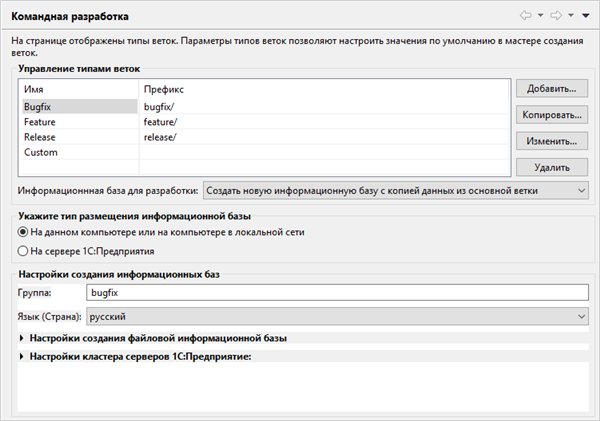 Командная разработка
На странице отображены типы веток. Параметры типов веток позволяют настроить значения по умолчанию в мастере создания
веток.
Управление типами веток
Имя Префикс Добавить...
Bugfix bugfix/
Feature feature/ Копировать...
Release release/ Изменить...
Custom
Удалить
Информационнная база для разработки: Создать новую информационную базу с копией данных из основной ветки
Укажите тип размещения информационной базы
На данном компьютере или на компьютере в локальной сети
На сервере 1С:Предприятия
Настройки создания информационных баз
Группа: bugfix
Язык (Страна): русский
Настройки создания файловой информационной базы
Настройки кластера серверов 1С:Предприятие: